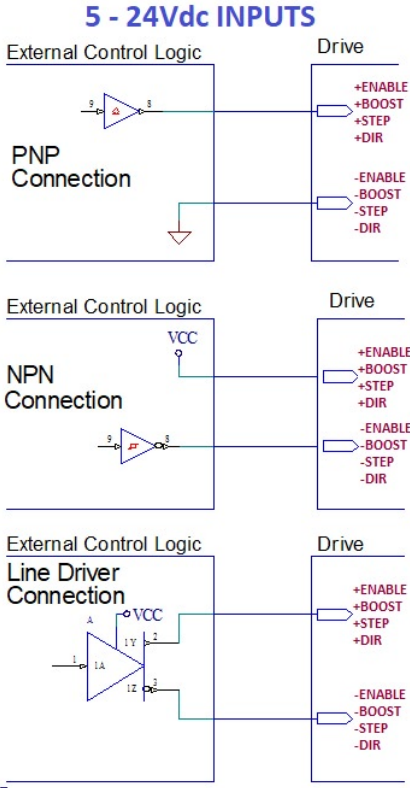 5 - 24Vdc INPUTS
External Control Logic
Drive
9
8
+ENABLE
+BOOST
+STEP
+DIR
PNP
Connection
-ENABLE
-BOOST
-STEP
-DIR
External Control Logic
Drive
VCC
+ENABLE
+BOOST
+STEP
+DIR
NPN
Connection
9
8
-ENABLE
-BOOST
-STEP
-DIR
External Control Logic
Drive
Line Driver
Connection
+ENABLE
+BOOST
+STEP
+DIR
A
VCC
1Y
2
1
1A
1Z
3
-ENABLE
-BOOST
-STEP
-DIR